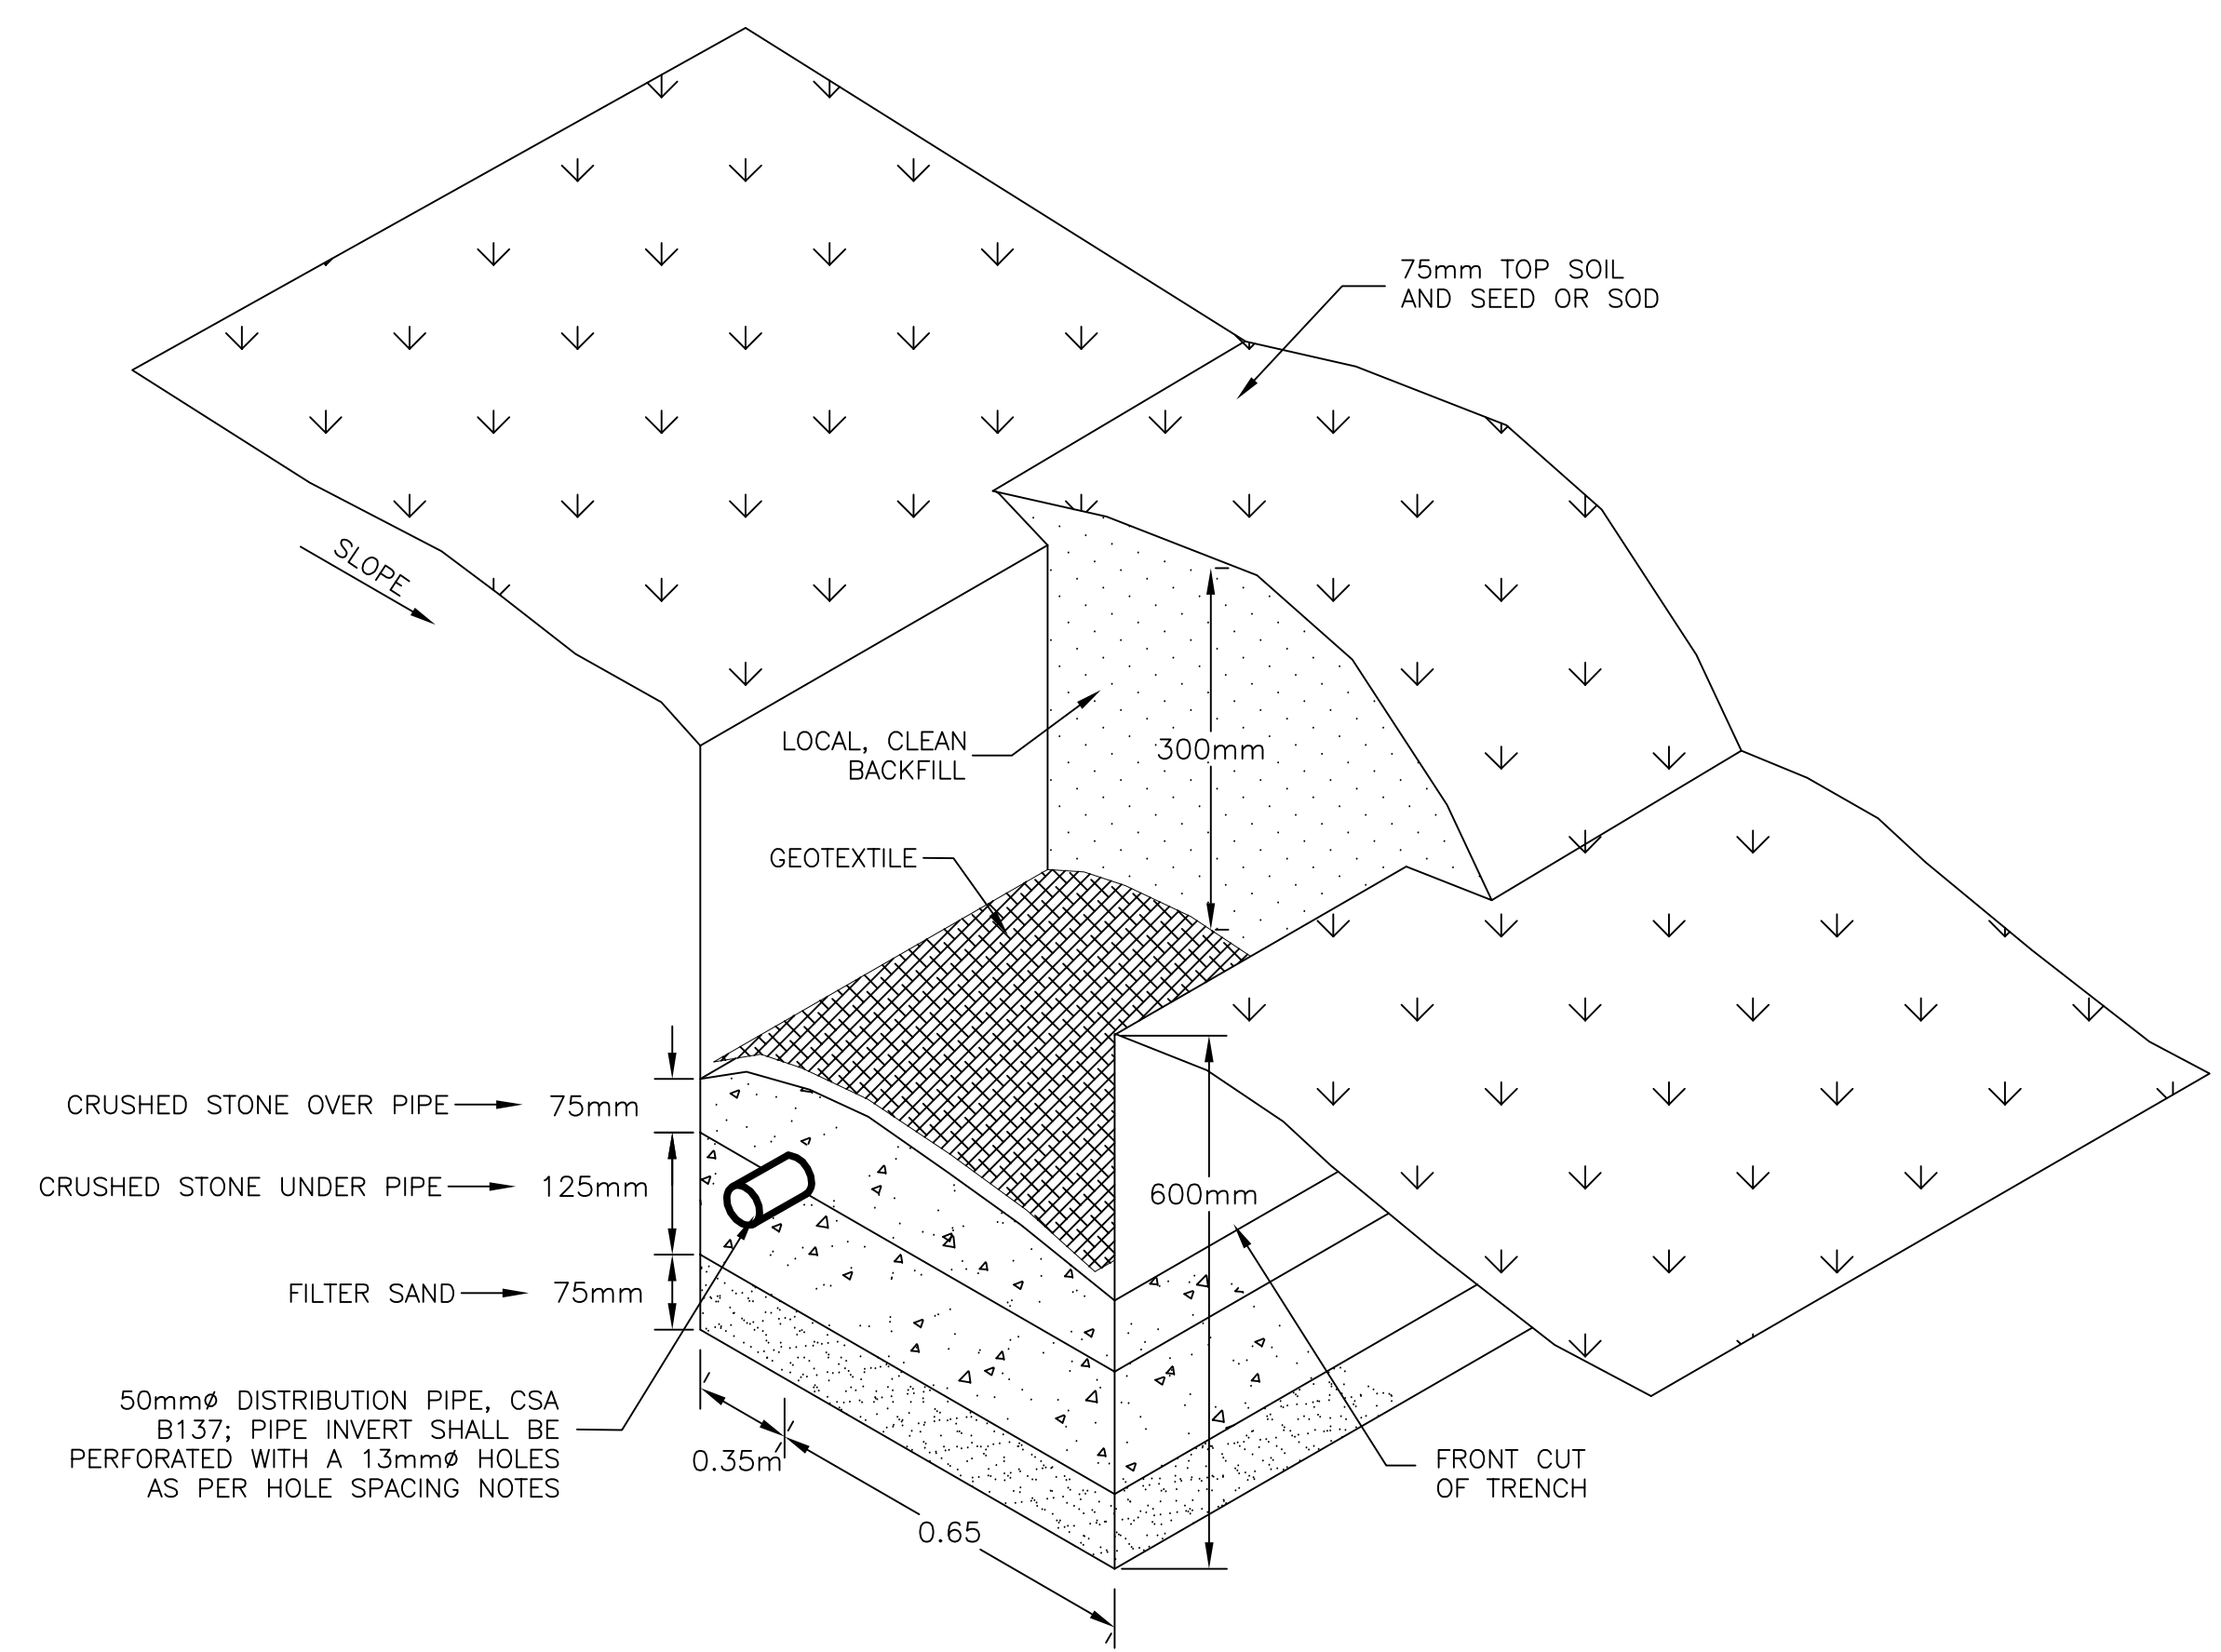 75mm TOP SOIL
AND SEED OR SOD
SLOPE
LOCAL, CLEAN
BACKFILL
300mm
GEOTEXTILE
CRUSHED STONE OVER PIPE
75mm
CRUSHED STONE UNDER PIPE
125mm
600mm
FILTER SAND
75mm
50mmø DISTRIBUTION PIPE, CSA
B137; PIPE INVERT SHALL BE
PERFORATED WITH A 13mmø HOLES
AS PER HOLE SPACING NOTES
0.35m
FRONT CUT
OF TRENCH
0.65